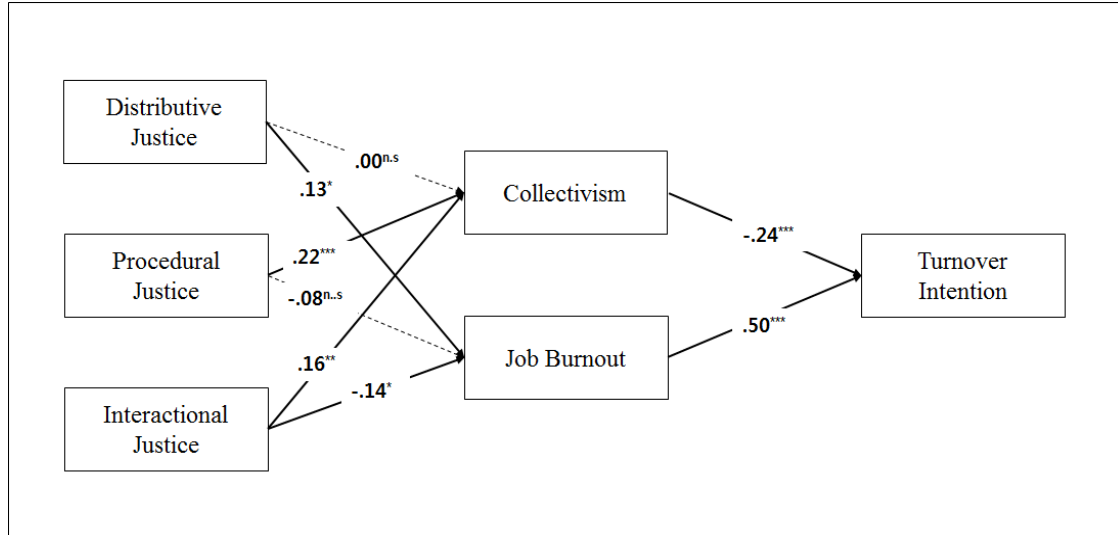 Distributive
Justice
.00n.s
.13*
Collectivism
Procedural
Justice
.22***
-.08n..s
-.24***
Turnover
Intention
Job Burnout
.50***
.16**
-.14*
Interactional
Justice